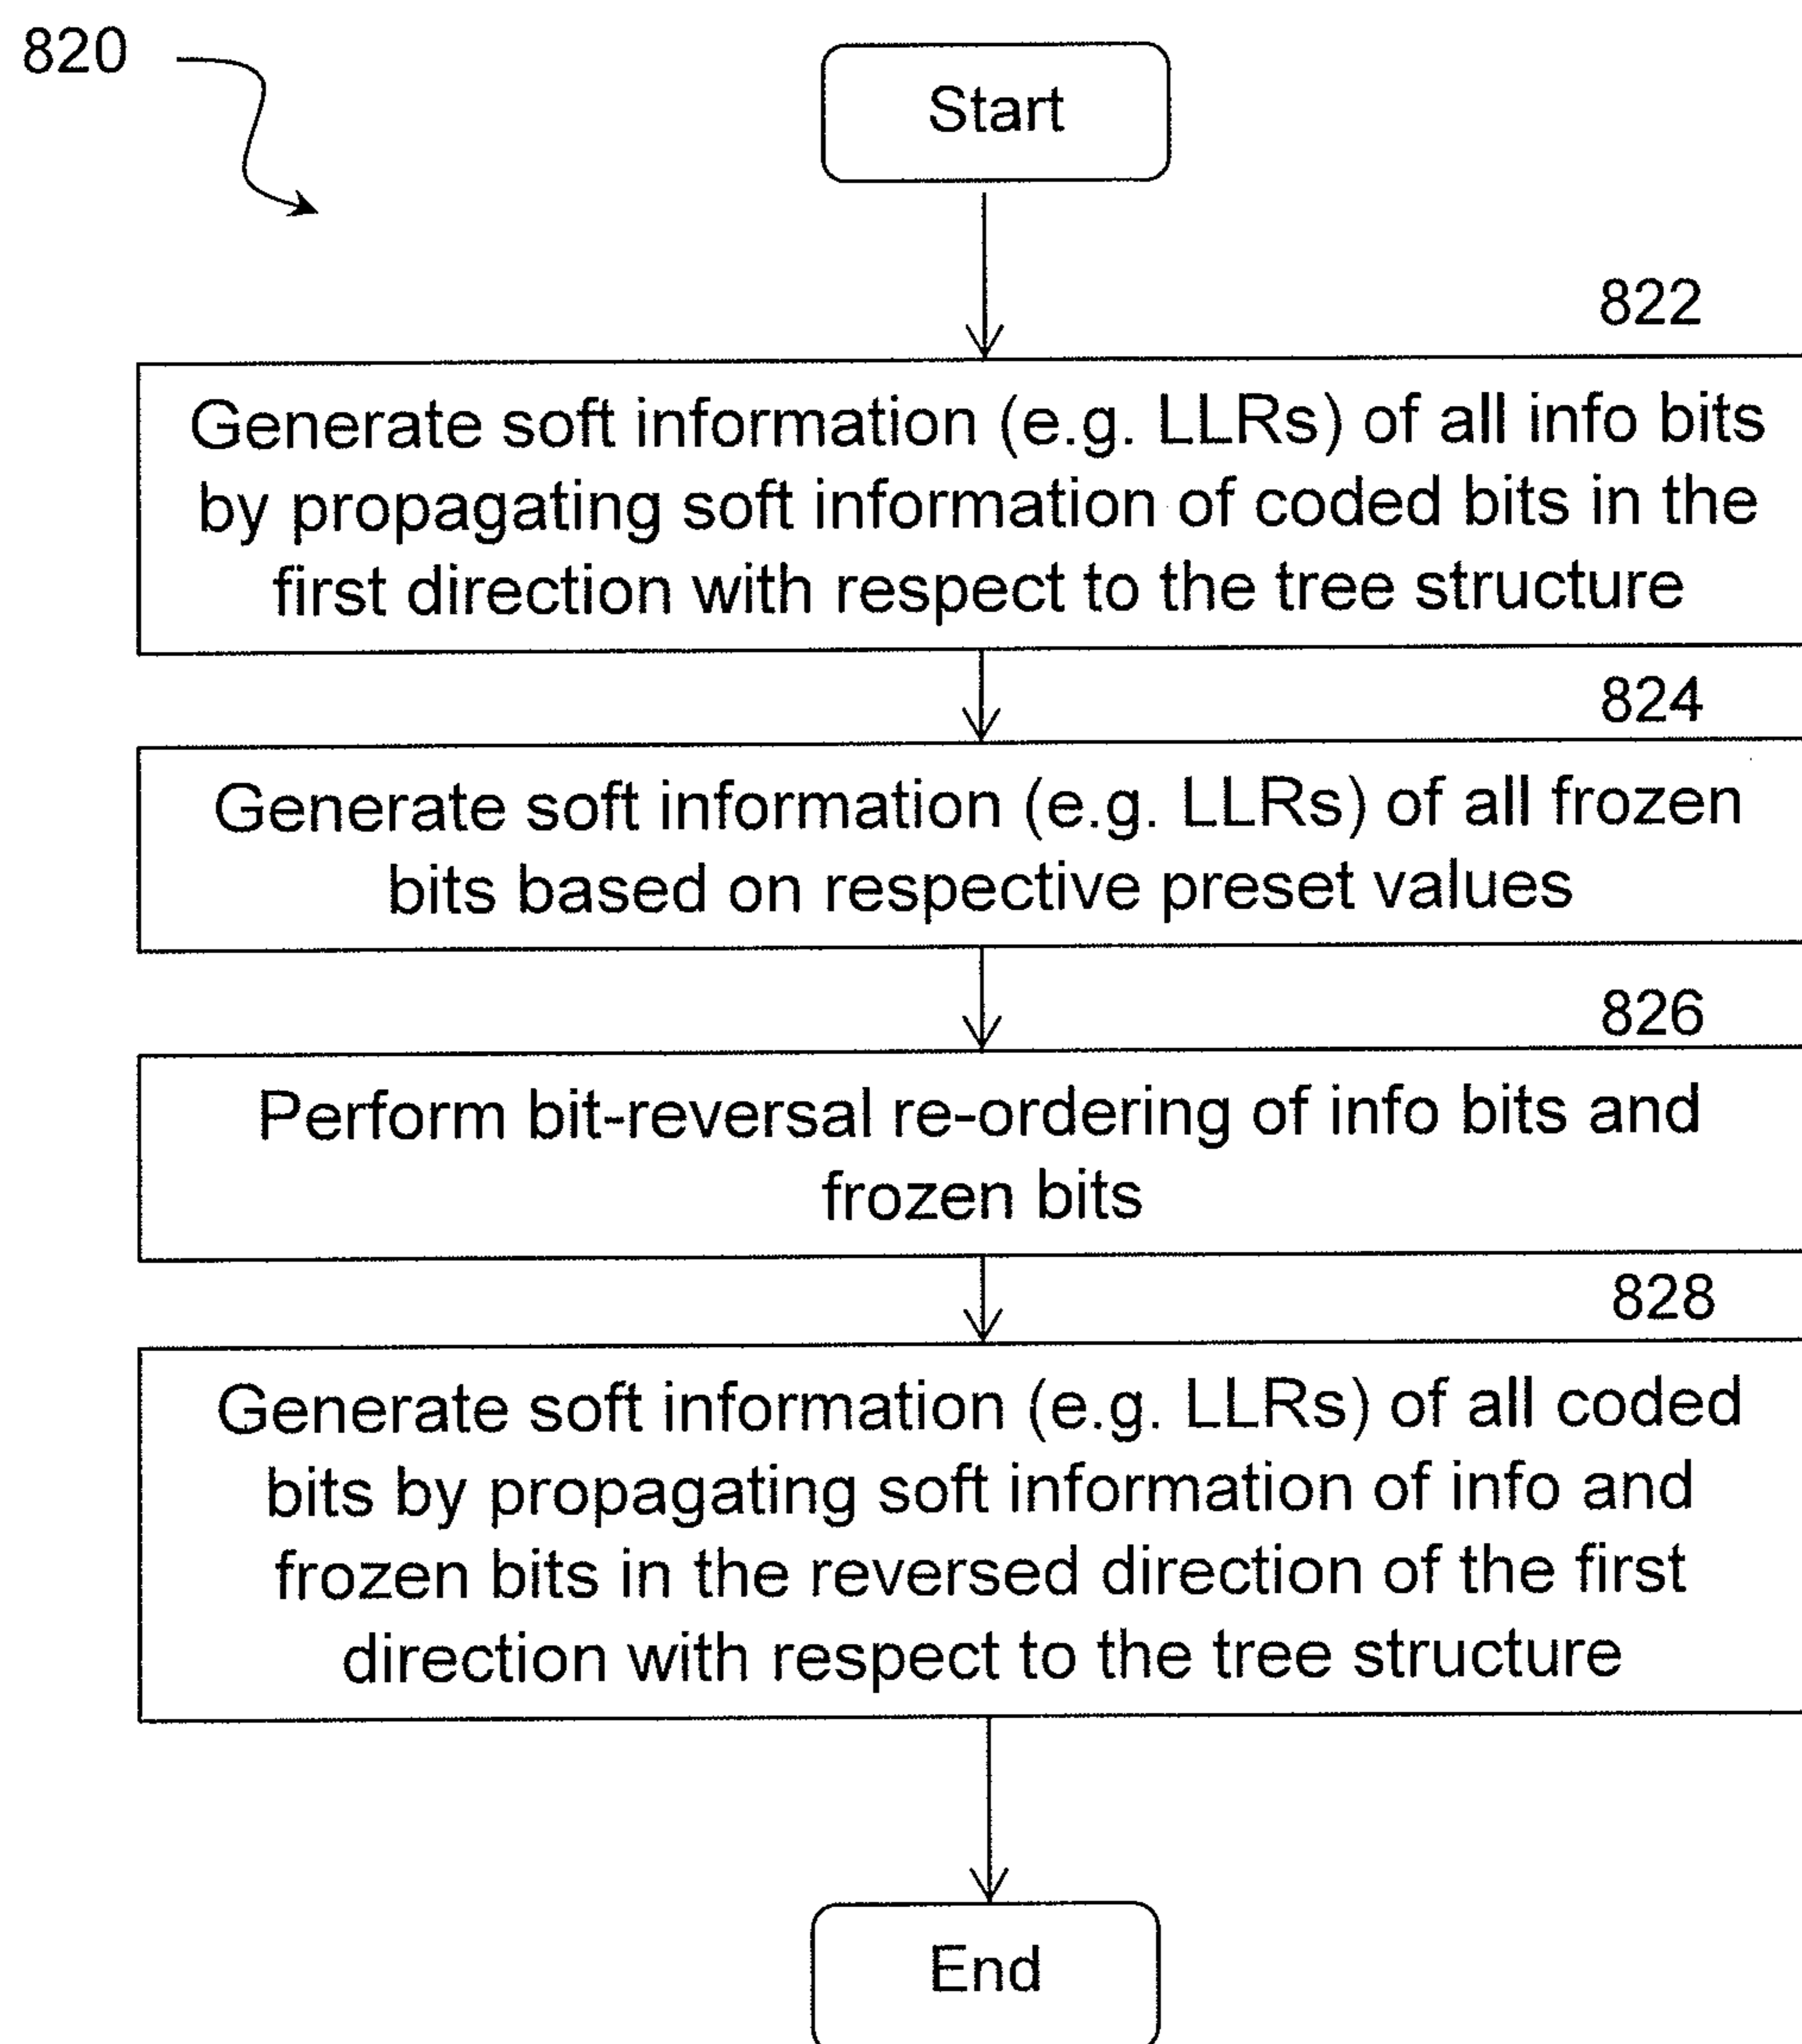 820
Start
822
Generate soft information (e.g. LLRs) of all info bits
by propagating soft information of coded bits in the
first direction with respect to the tree structure
824
Generate soft information (e.g. LLRs) of all frozen
bits based on respective preset values
826
Perform bit-reversal re-ordering of info bits and
frozen bits
828
Generate soft information (e.g. LLRs) of all coded
bits by propagating soft information of info and
frozen bits in the reversed direction of the first
direction with respect to the tree structure
End